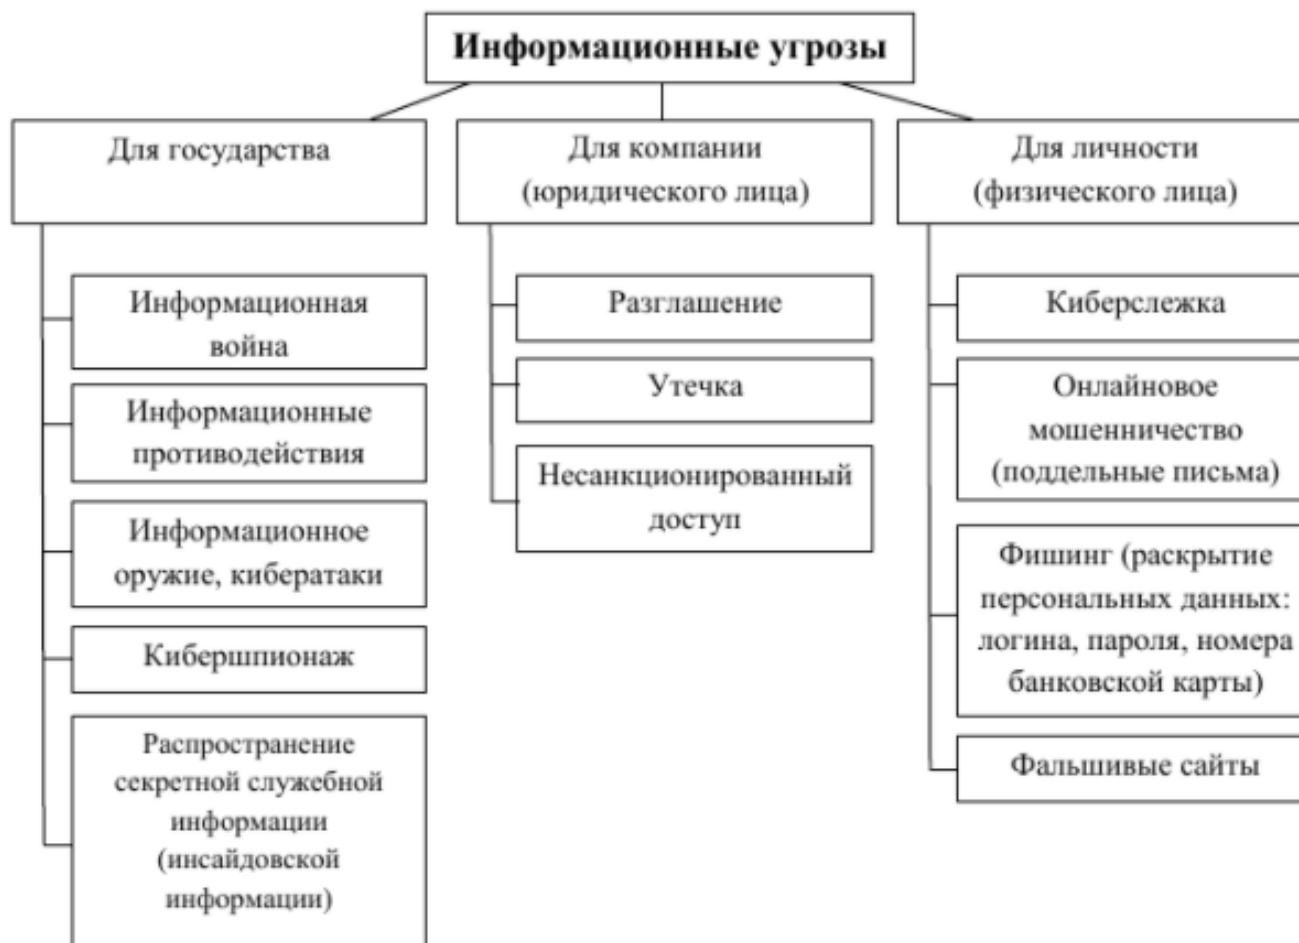 Информационные угрозы
Для государства
Информационная
война
Информационные
противодействия
Информационное
оружие, кибератаки
Кибершпионаж
Распространение
секретной служебной
информации
(инсайдовской
информации)
Для компании
(юридического лица)
Разглашение
Утечка
Несанкционированный
доступ
Для личности
(физического лица)
Киберслежка
Онлайновое
мошенничество
(поддельные письма)
Фишинг (раскрытие
персональных данных:
логина, пароля, номера
банковской карты)
Фальшивые сайты